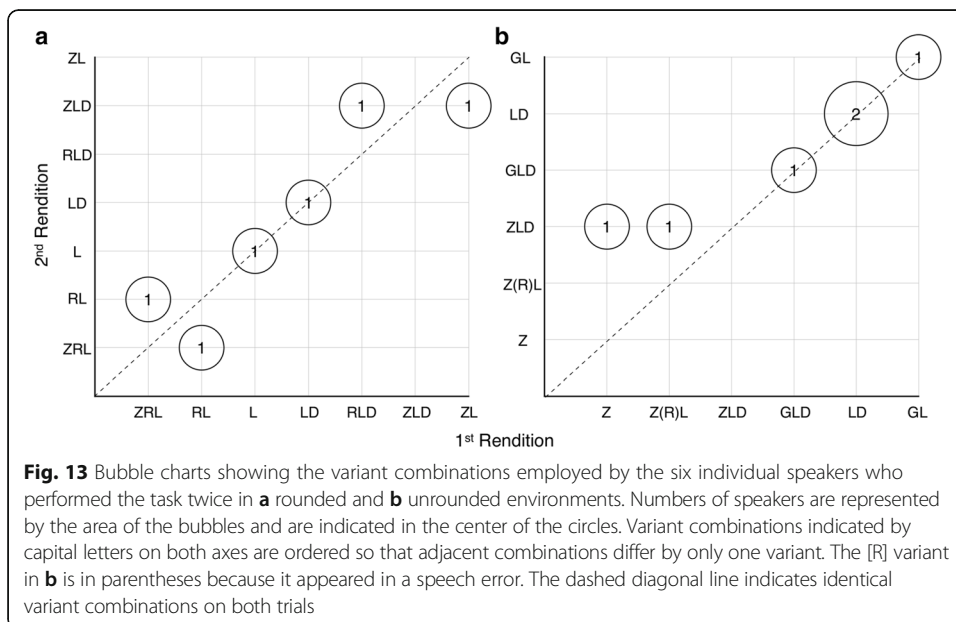 a
ZL
ZLD
RLD
LD
L
RL
ZRL
2nd Rendition
1
1
1
1
1
1
ZRL RL L LD RLD ZLD ZL
b
GL
LD
GLD
ZLD
Z(R)L
Z
1
2
1
1
1
Z Z(R)L ZLD GLD LD GL
1st Rendition
Fig. 13 Bubble charts showing the variant combinations employed by the six individual speakers who
performed the task twice in a rounded and b unrounded environments. Numbers of speakers are represented
by the area of the bubbles and are indicated in the center of the circles. Variant combinations indicated by
capital letters on both axes are ordered so that adjacent combinations differ by only one variant. The [R] variant
in b is in parentheses because it appeared in a speech error. The dashed diagonal line indicates identical
variant combinations on both trials